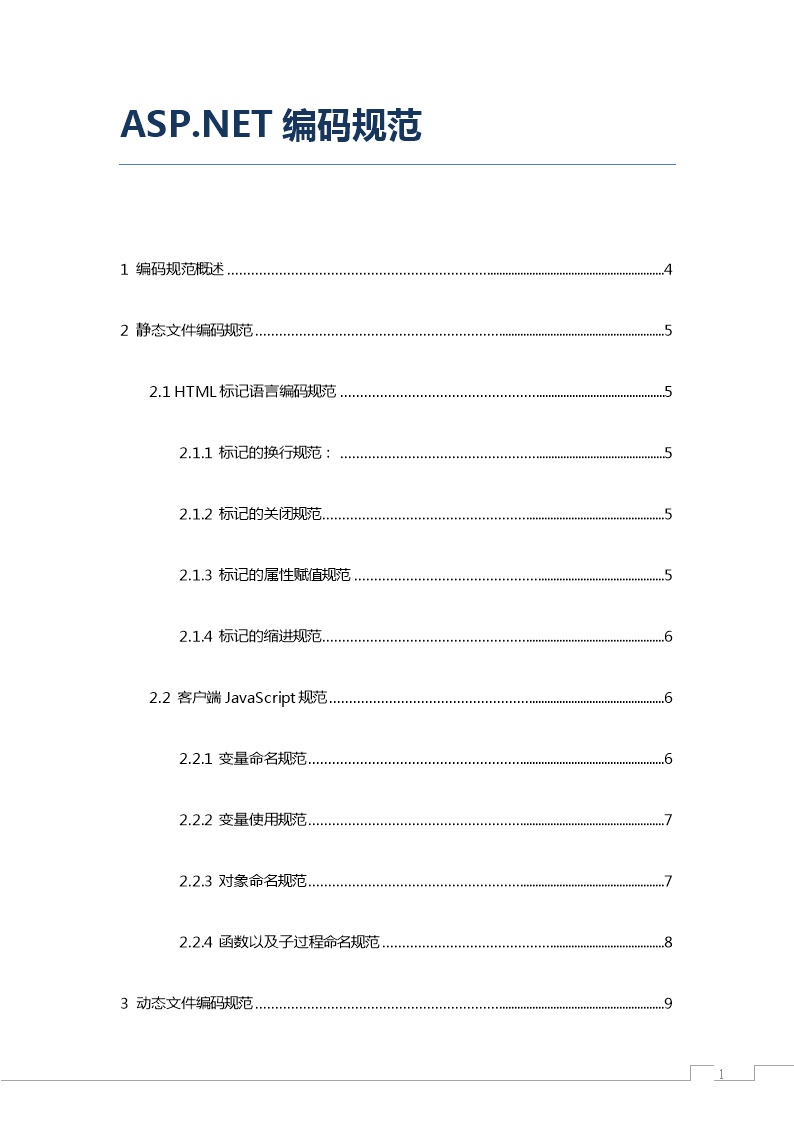 ASP.NET 编码规范
1 编码规范概述........................................................4
2 静态文件编码规范........................................................5
2.1 HTML 标记语言编码规范........................................................5
2.1.1 标记的换行规范：........................................................5
2.1.2 标记的关闭规范........................................................5
2.1.3 标记的属性赋值规范........................................................5
2.1.4 标记的缩进规范........................................................6
2.2 客户端 JavaScript 规范........................................................6
2.2.1 变量命名规范........................................................6
2.2.2 变量使用规范........................................................7
2.2.3 对象命名规范........................................................7
2.2.4 函数以及子过程命名规范........................................................8
3 动态文件编码规范........................................................9
1